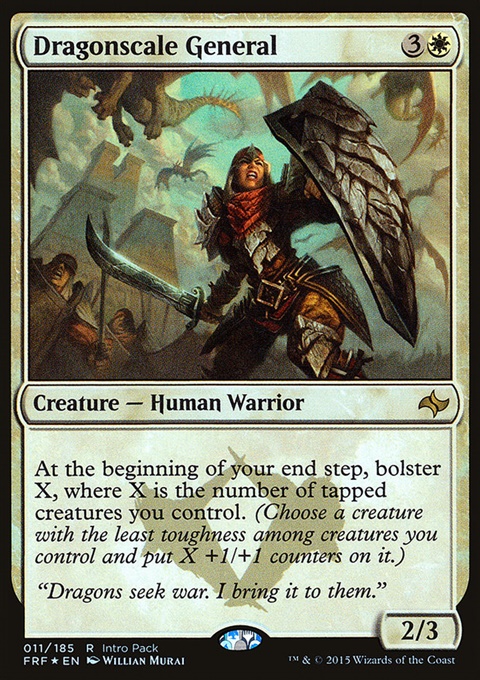 Dragonscale General 3
Creature — Human Warrior
At the beginning of your end step, bolster
X, where X is the number of tapped
creatures you control. (Choose a creature
with the least toughness among creatures you
control and put X +1/+1 counters on it.)
“Dragons seek war. I bring it to them.”
2/3
011/185 R Intro Pack
FRF ★ EN Willian Murai ™ & © 2015 Wizards of the Coast